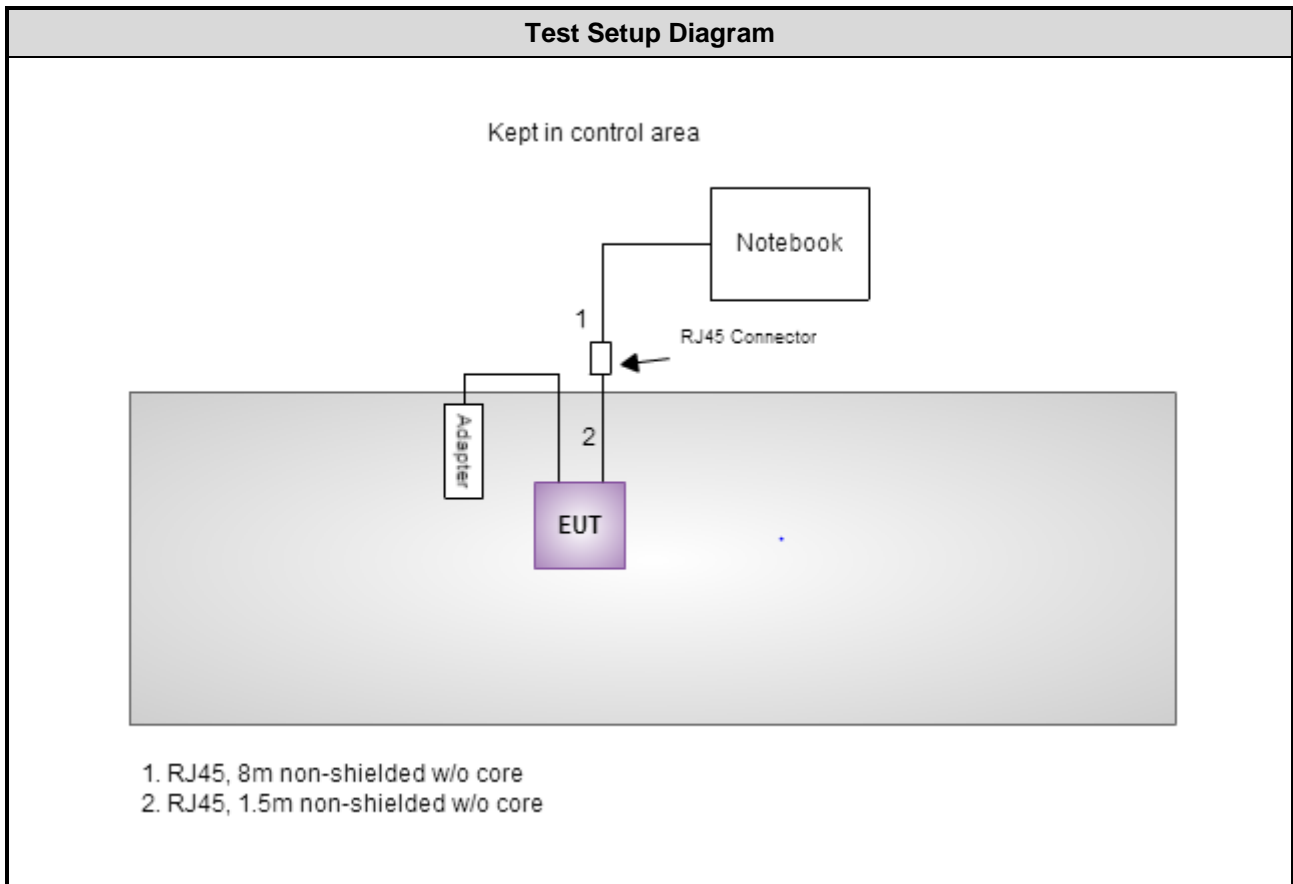 Test Setup Diagram
Kept in control area
Notebook
1
RJ45 Connector
Adapter
2
EUT
1. RJ45, 8m non-shielded w/o core
2. RJ45, 1.5m non-shielded w/o core